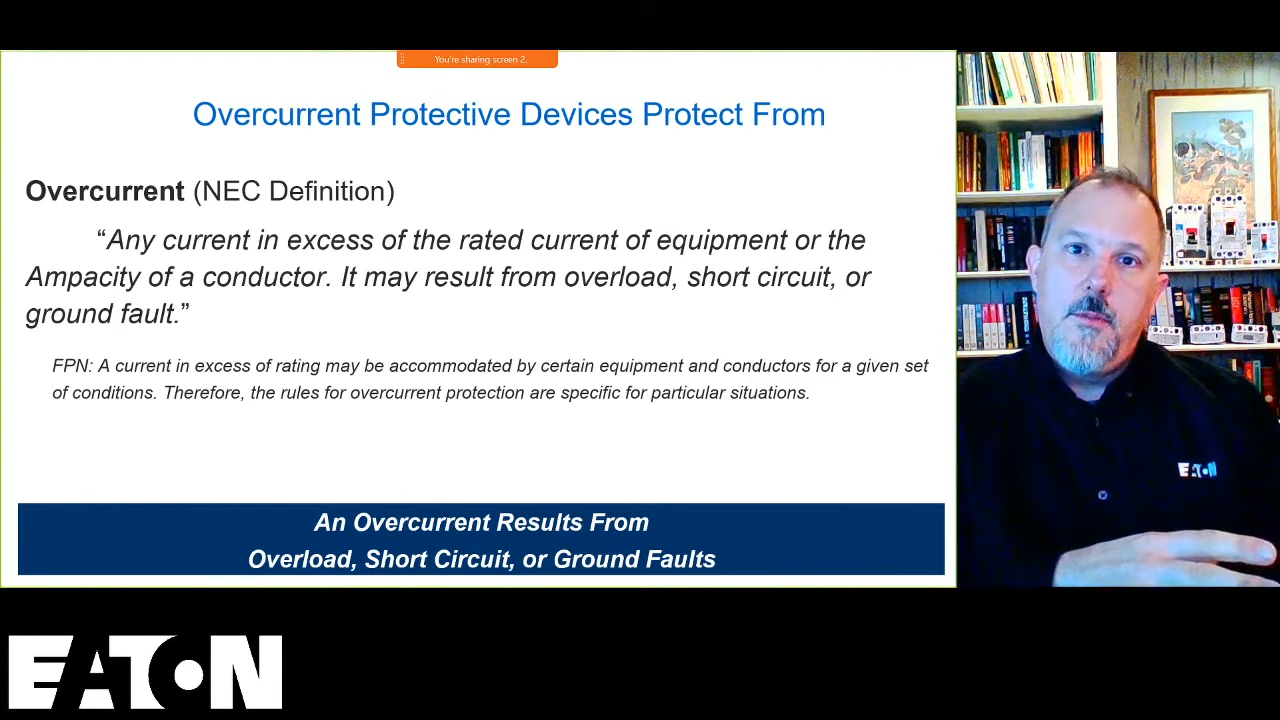 You're sharing screen 2.
Overcurrent Protective Devices Protect From
Overcurrent (NEC Definition)
“Any current in excess of the rated current of equipment or the
Ampacity of a conductor. It may result from overload, short circuit, or
ground fault.”
FPN: A current in excess of rating may be accommodated by certain equipment and conductors for a given set
of conditions. Therefore, the rules for overcurrent protection are specific for particular situations.
An Overcurrent Results From
Overload, Short Circuit, or Ground Faults
EATON
EATON